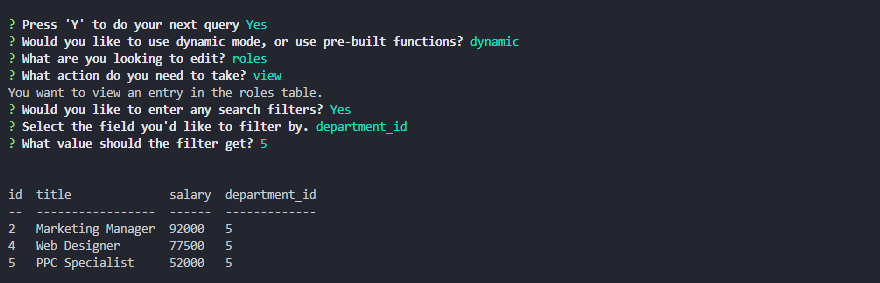 ? Press 'Y' to do your next query Yes
? Would you like to use dynamic mode, or use pre-built functions? dynamic
? What are you looking to edit? roles
? What action do you need to take? view
You want to view an entry in the roles table.
? Would you like to enter any search filters? Yes
? Select the field you'd like to filter by. department_id
? What value should the filter get? 5
id  title              salary  department_id
--  -----------------  ------  -------------
2   Marketing Manager  92000   5
4   Web Designer       77500   5
5   PPC Specialist     52000   5